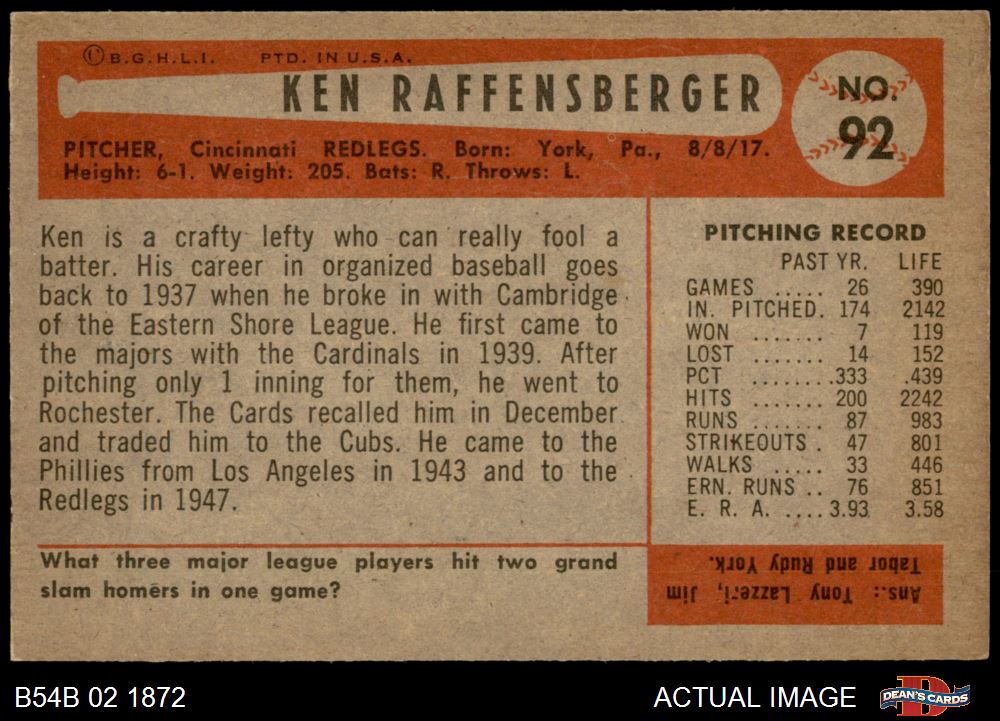 ©B.G.H.L.I. PTD. IN U.S.A.
KEN RAFFENSBERGER
NO.
92
PITCHER, Cincinnati REDLEGS. Born: York, Pa., 8/8/17.
Height: 6-1. Weight: 205. Bats: R. Throws: L.
Ken is a crafty lefty who can really fool a
batter. His career in organized baseball goes
back to 1937 when he broke in with Cambridge
of the Eastern Shore League. He first came to
the majors with the Cardinals in 1939. After
pitching only 1 inning for them, he went to
Rochester. The Cards recalled him in December
and traded him to the Cubs. He came to the
Phillies from Los Angeles in 1943 and to the
Redlegs in 1947.
PITCHING RECORD
PAST YR. LIFE
GAMES ..... 26 390
IN. PITCHED. 174 2142
WON ....... 7 119
LOST ....... 14 152
PCT ........333 .439
HITS ....... 200 2242
RUNS ....... 87 983
STRIKEOUTS . 47 801
WALKS ..... 33 446
ERN. RUNS .. 76 851
E. R. A. ....3.93 3.58
What three major league players hit two grand
slam homers in one game?
Ans.: Tony Lazzeri, Jim
Tabor and Rudy York.
B54B 02 1872
ACTUAL IMAGE
DEAN'S CARDS